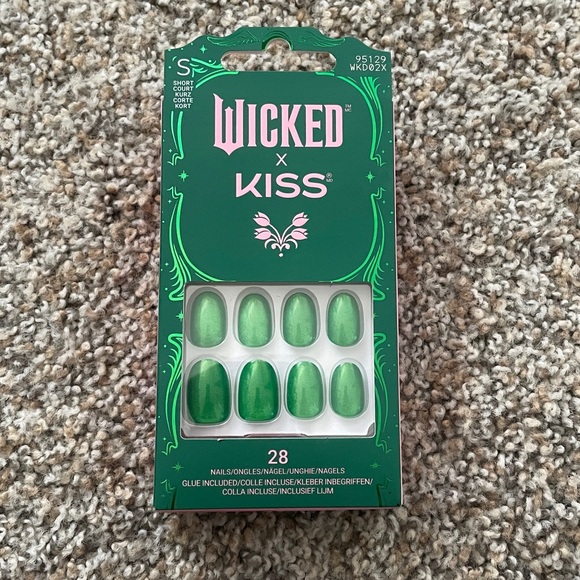 S
SHORT
COURT
KURZ
CORTE
KORT
95129
WKD02X
WICKED
X
KISS
28
NAILS/ONGLES/NÄGEL/UNGHIE/NAGELS
GLUE INCLUDED/COLLE INCLUSE/KLEBER INBEGRIFFEN/
COLLA INCLUSE/INCLUSIEF LIJM